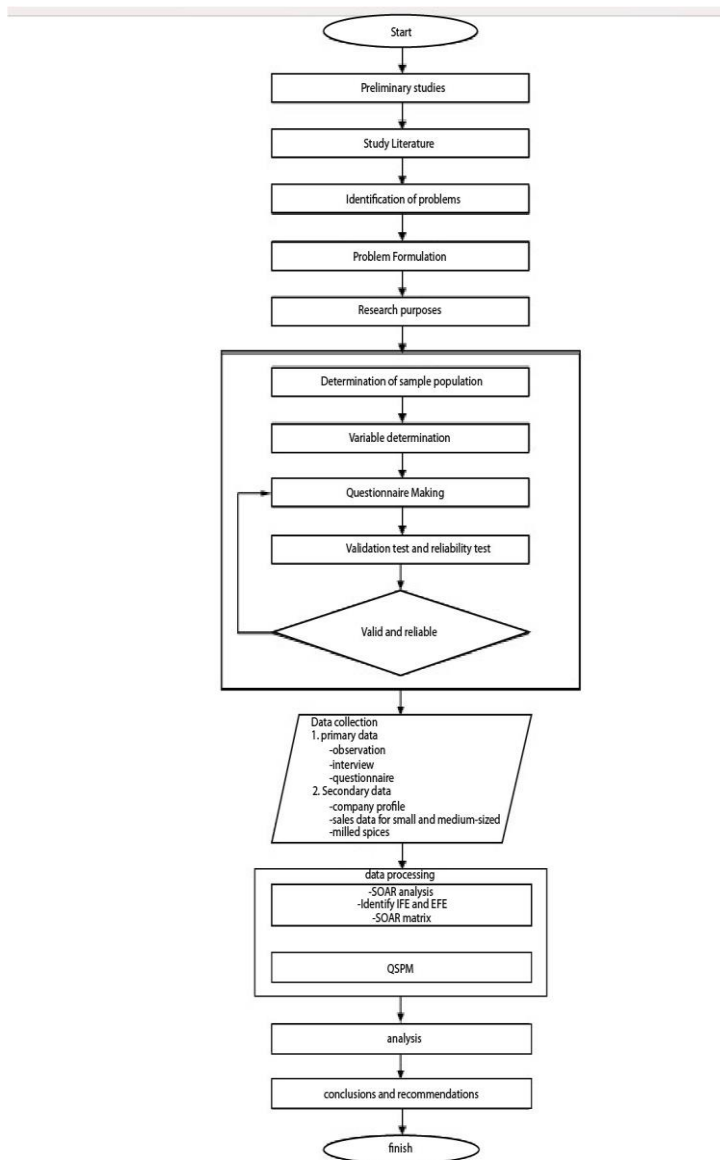 Start
Preliminary studies
Study Literature
Identification of problems
Problem Formulation
Research purposes
Determination of sample population
Variable determination
Questionnaire Making
Validation test and reliability test
Valid and reliable
Data collection
1. primary data
-observation
-interview
-questionnaire
2. Secondary data
-company profile
-sales data for small and medium-sized
-milled spices
data processing
-SOAR analysis
-Identify IFE and EFE
-SOAR matrix
QSPM
analysis
conclusions and recommendations
finish